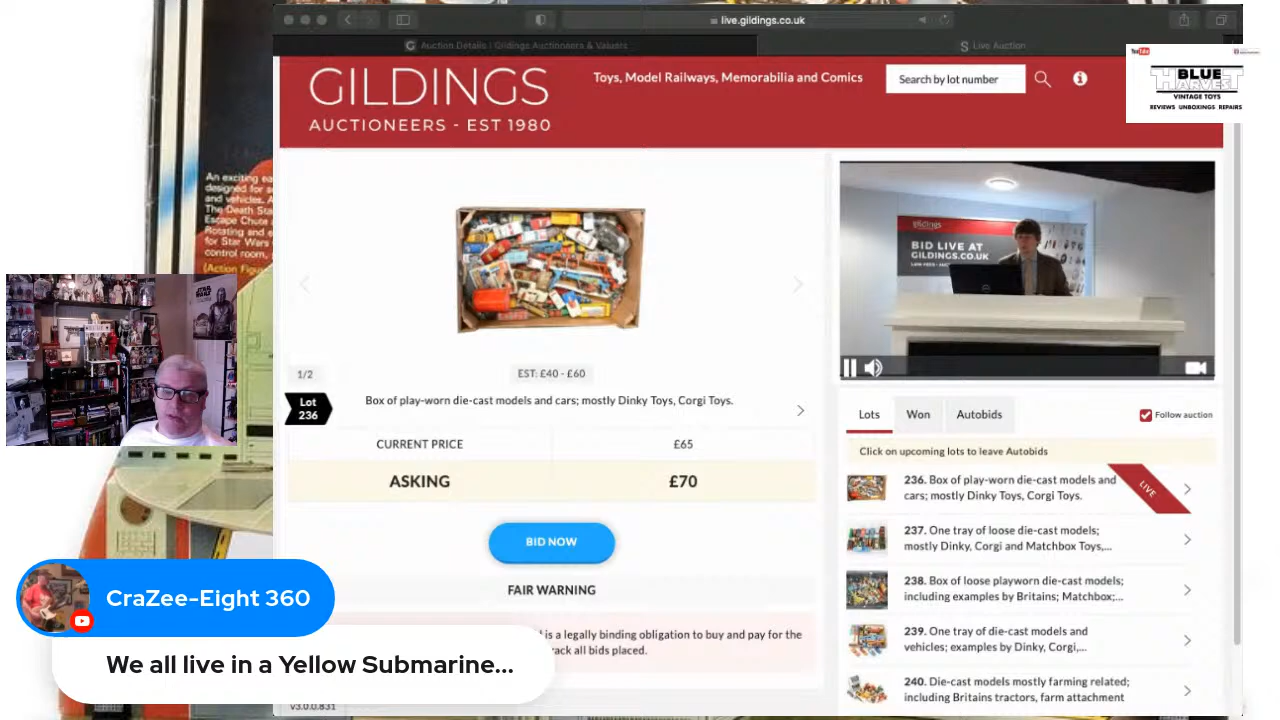 live.gildings.co.uk
Auction Details | Gildings Auctioneers & Valuers
Live Auction
GILDINGS
AUCTIONEERS - EST 1980
Toys, Model Railways, Memorabilia and Comics
Search by lot number
YouTube
BLUE
HARVEST
VINTAGE TOYS
REVIEWS UNBOXINGS REPAIRS
An exciting
designed for
and vehicles.
The Death Sta
Escape Chute
Rotating and
for Star Wars
control room,
(Action Figu
STAR
WARS
gildings
BID LIVE AT
GILDINGS.CO.UK
1/2
EST: £40 - £60
Lot
236
Box of play-worn die-cast models and cars; mostly Dinky Toys, Corgi Toys.
CURRENT PRICE
£65
ASKING
£70
BID NOW
FAIR WARNING
is a legally binding obligation to buy and pay for the
rack all bids placed.
v3.0.0.831
Lots
Won
Autobids
Follow auction
Click on upcoming lots to leave Autobids
236. Box of play-worn die-cast models and
cars; mostly Dinky Toys, Corgi Toys.
LIVE
237. One tray of loose die-cast models;
mostly Dinky, Corgi and Matchbox Toys,...
238. Box of loose playworn die-cast models;
including examples by Britains; Matchbox;...
239. One tray of die-cast models and
vehicles; examples by Dinky, Corgi,...
240. Die-cast models mostly farming related;
including Britains tractors, farm attachment
CraZee-Eight 360
We all live in a Yellow Submarine...